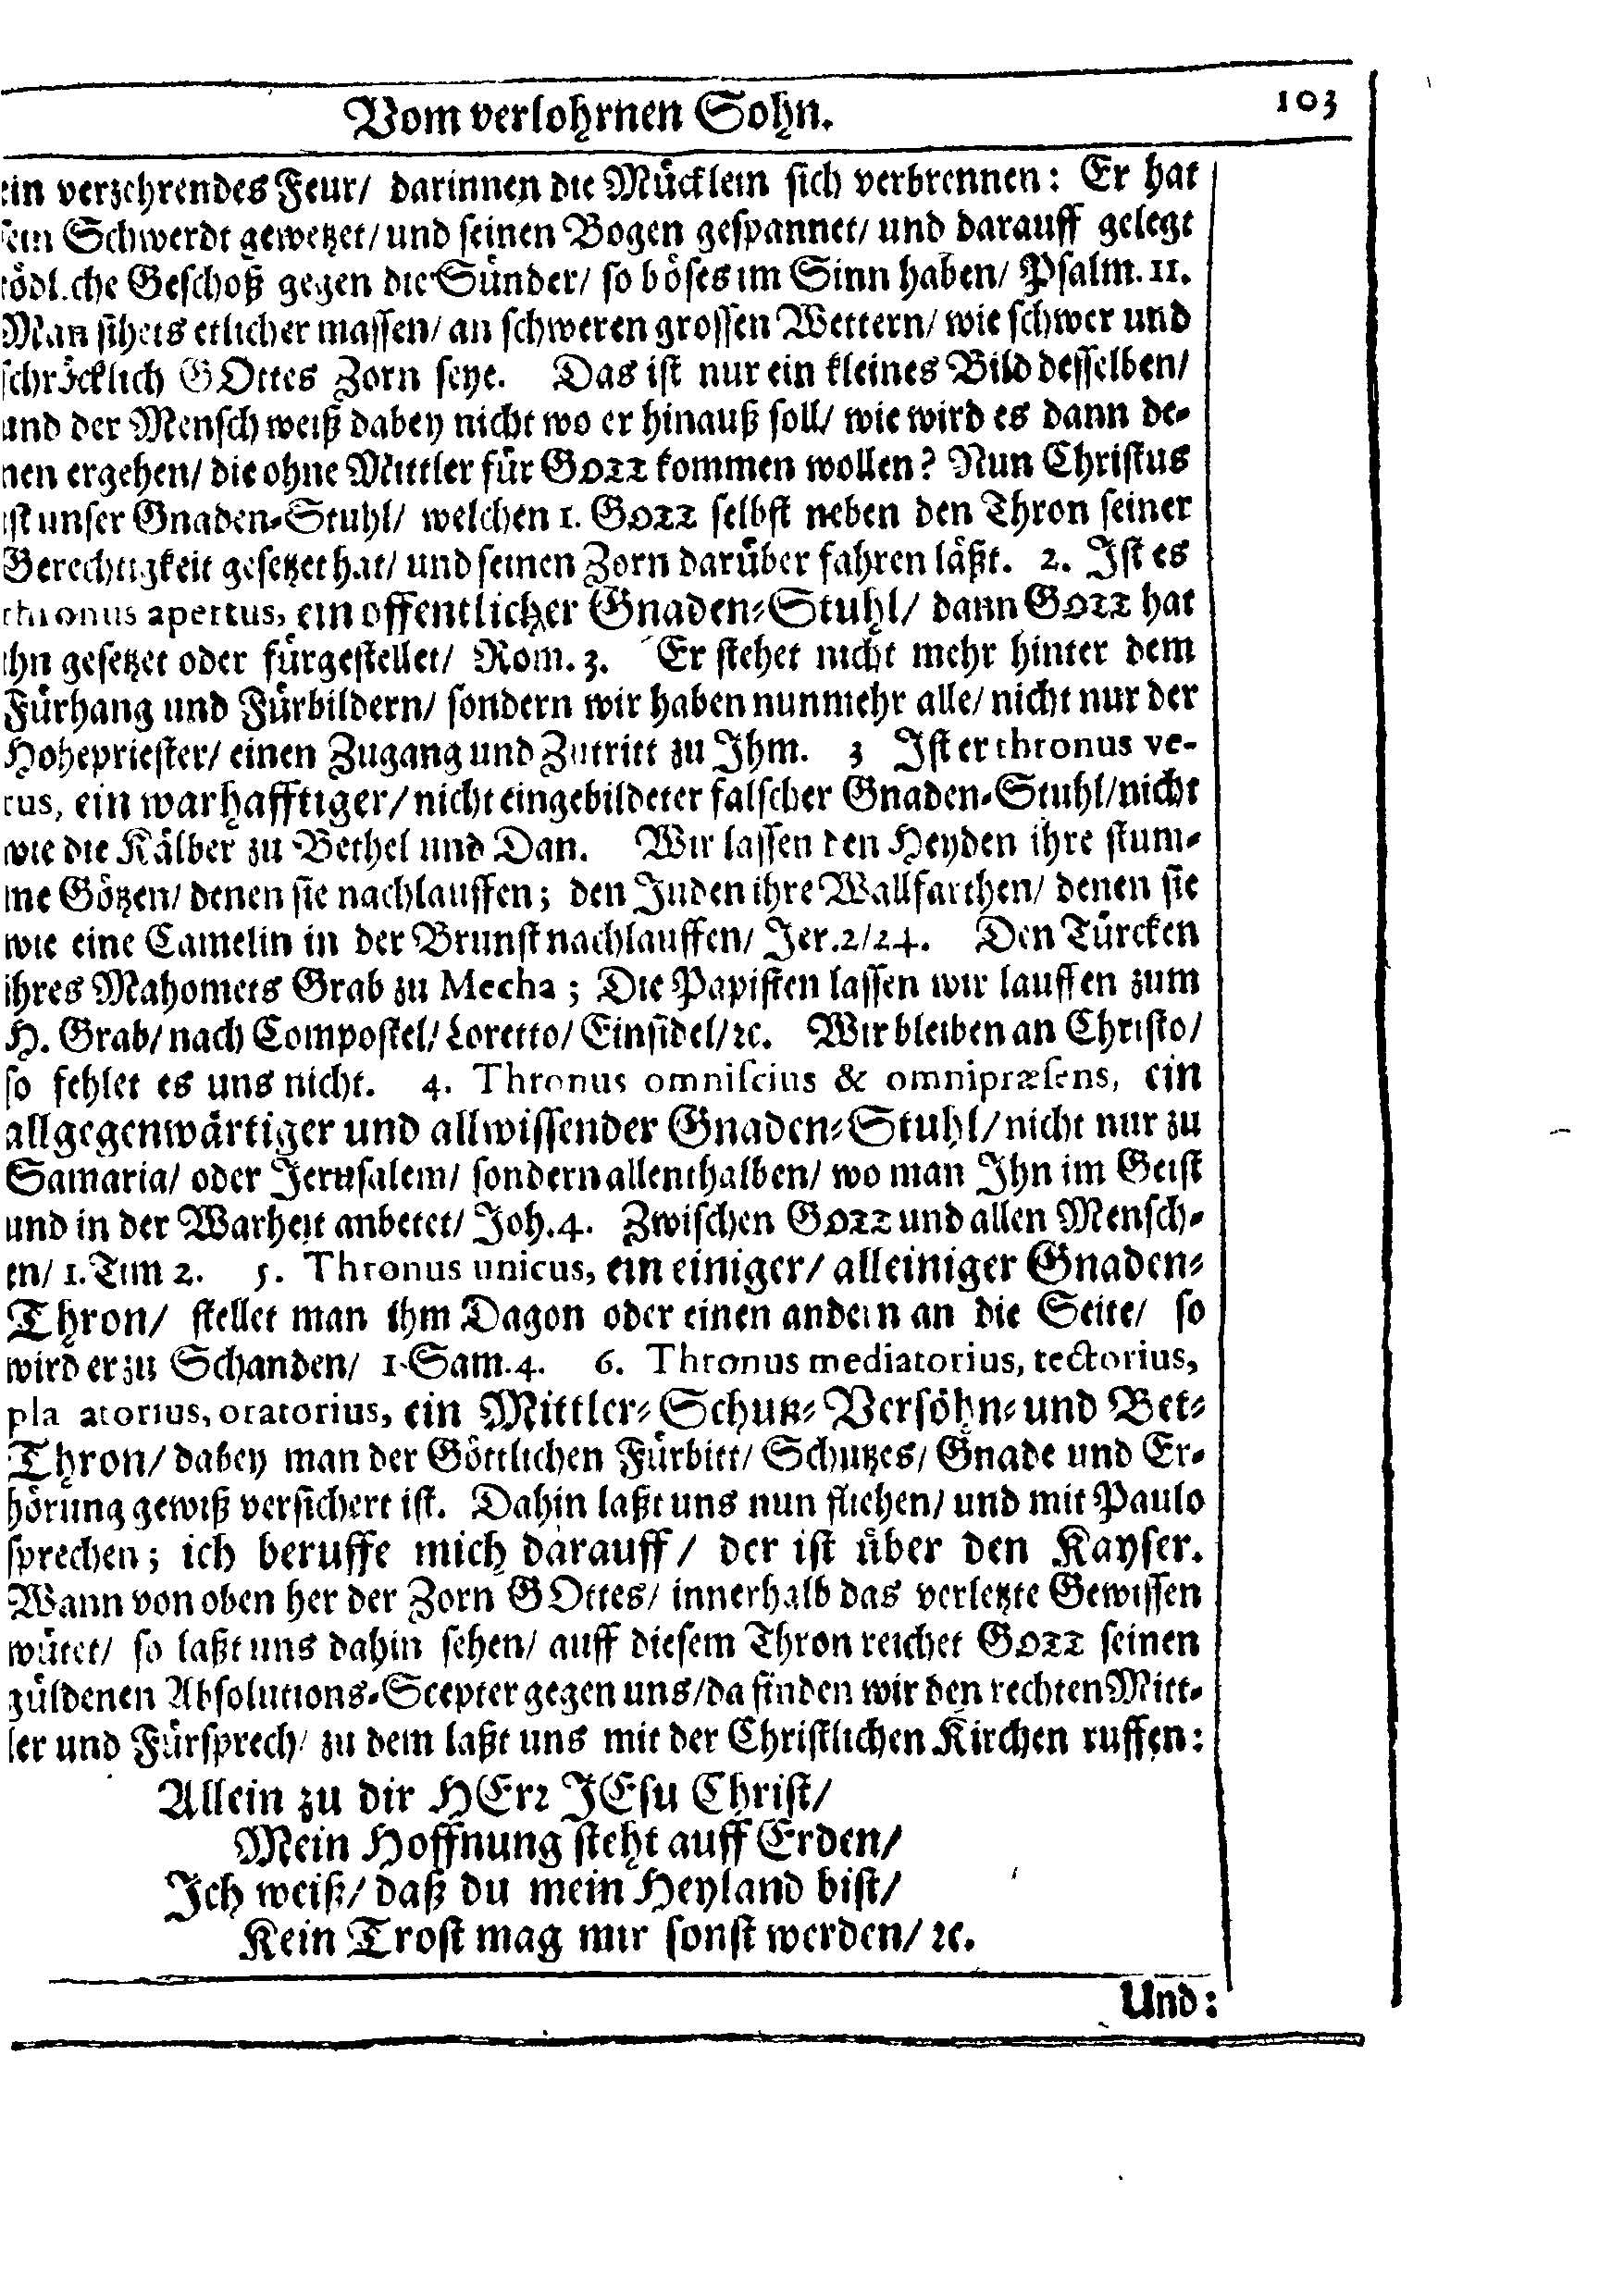 Vom verlohrnen Sohn. 103
ein verzehrendes Feur/ darinnen die Mücklein sich verbrennen: Er hat
sein Schwerdt gewetzet/ und seinen Bogen gespannet/ und darauff gelegt
tödl.che Geschoß gegen die Sünder/ so böses im Sinn haben/ Psalm. 11.
Man sihets etlicher massen/ an schweren grossen Wettern/ wie schwer und
schröcklich GOttes Zorn seye. Das ist nur ein kleines Bild desselben/
und der Mensch weiß dabey nicht wo er hinauß soll/ wie wird es dann de-
nen ergehen/ die ohne Mittler für GOTT kommen wollen? Nun Christus
ist unser Gnaden-Stuhl/ welchen 1. GOTT selbst neben den Thron seiner
Gerechtigkeit gesetzet hat/ und seinen Zorn darüber fahren läßt. 2. Ist es
thronus apertus, ein offentlicher Gnaden-Stuhl/ dann GOTT hat
ihn gesetzet oder fürgestellet/ Rom. 3. Er stehet nicht mehr hinter dem
Fürhang und Fürbildern/ sondern wir haben nunmehr alle/ nicht nur der
Hohepriester/ einen Zugang und Zutritt zu Ihm. 3 Ist er thronus ve-
rus, ein warhafftiger/ nicht eingebildeter falscher Gnaden-Stuhl/ nicht
wie die Kälber zu Bethel und Dan. Wir lassen den Heyden ihre stum-
me Götzen/ denen sie nachlauffen; den Juden ihre Wallfarthen/ denen sie
wie eine Camelin in der Brunst nachlauffen/ Jer. 2/24. Den Türcken
ihres Mahomets Grab zu Mecha; Die Papisten lassen wir lauffen zum
H. Grab/ nach Compostel/ Loretto/ Einsidel/ ꝛc. Wir bleiben an Christo/
so fehlet es uns nicht. 4. Thronus omniscius & omnipræsens, ein
allgegenwärtiger und allwissender Gnaden-Stuhl/ nicht nur zu
Samaria/ oder Jerusalem/ sondern allenthalben/ wo man Ihn im Geist
und in der Warheit anbetet/ Joh. 4. Zwischen GOTT und allen Mensch-
en/ 1. Tim 2. 5. Thronus unicus, ein einiger/ alleiniger Gnaden-
Thron/ stellet man ihm Dagon oder einen andern an die Seite/ so
wird er zu Schanden/ 1. Sam. 4. 6. Thronus mediatorius, tectorius,
pla atorius, oratorius, ein Mittler- Schutz- Versöhn- und Bet-
Thron/ dabey man der Göttlichen Fürbitt/ Schutzes/ Gnade und Er-
hörung gewiß versichert ist. Dahin laßt uns nun fliehen/ und mit Paulo
sprechen; ich beruffe mich darauff/ der ist über den Kayser.
Wann von oben her der Zorn GOttes/ innerhalb das verletzte Gewissen
wütet/ so laßt uns dahin sehen/ auff diesem Thron reichet GOTT seinen
güldenen Absolutions-Scepter gegen uns/ da finden wir den rechten Mitt-
ler und Fürsprech/ zu dem laßt uns mit der Christlichen Kirchen ruffen:
Allein zu dir HErꝛ JEsu Christ/
Mein Hoffnung steht auff Erden/
Ich weiß/ daß du mein Heyland bist/
Kein Trost mag mir sonst werden/ ꝛc.
Und: